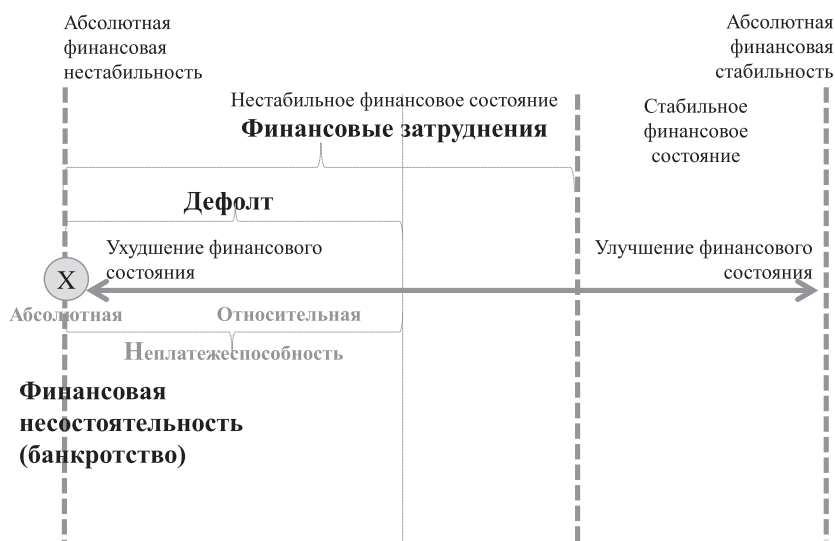 Абсолютная
финансовая
нестабильность
Абсолютная
финансовая
стабильность
Нестабильное финансовое состояние
Финансовые затруднения
Стабильное
финансовое
состояние
Дефолт
Ухудшение финансового
состояния
Улучшение финансового
состояния
X
Абсолютная
Относительная
Неплатежеспособность
Финансовая
несостоятельность
(банкротство)